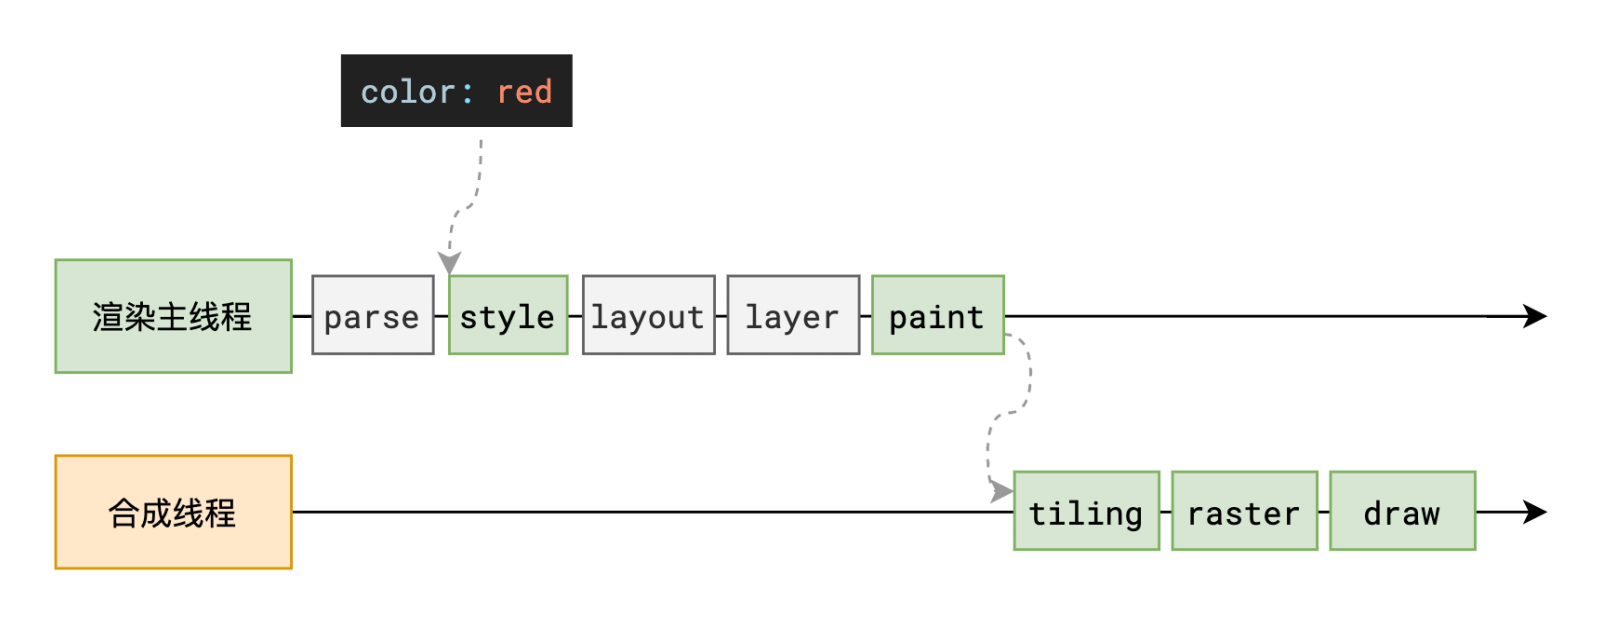 color: red
渲染主线程
parse
style
layout
layer
paint
合成线程
tiling
raster
draw